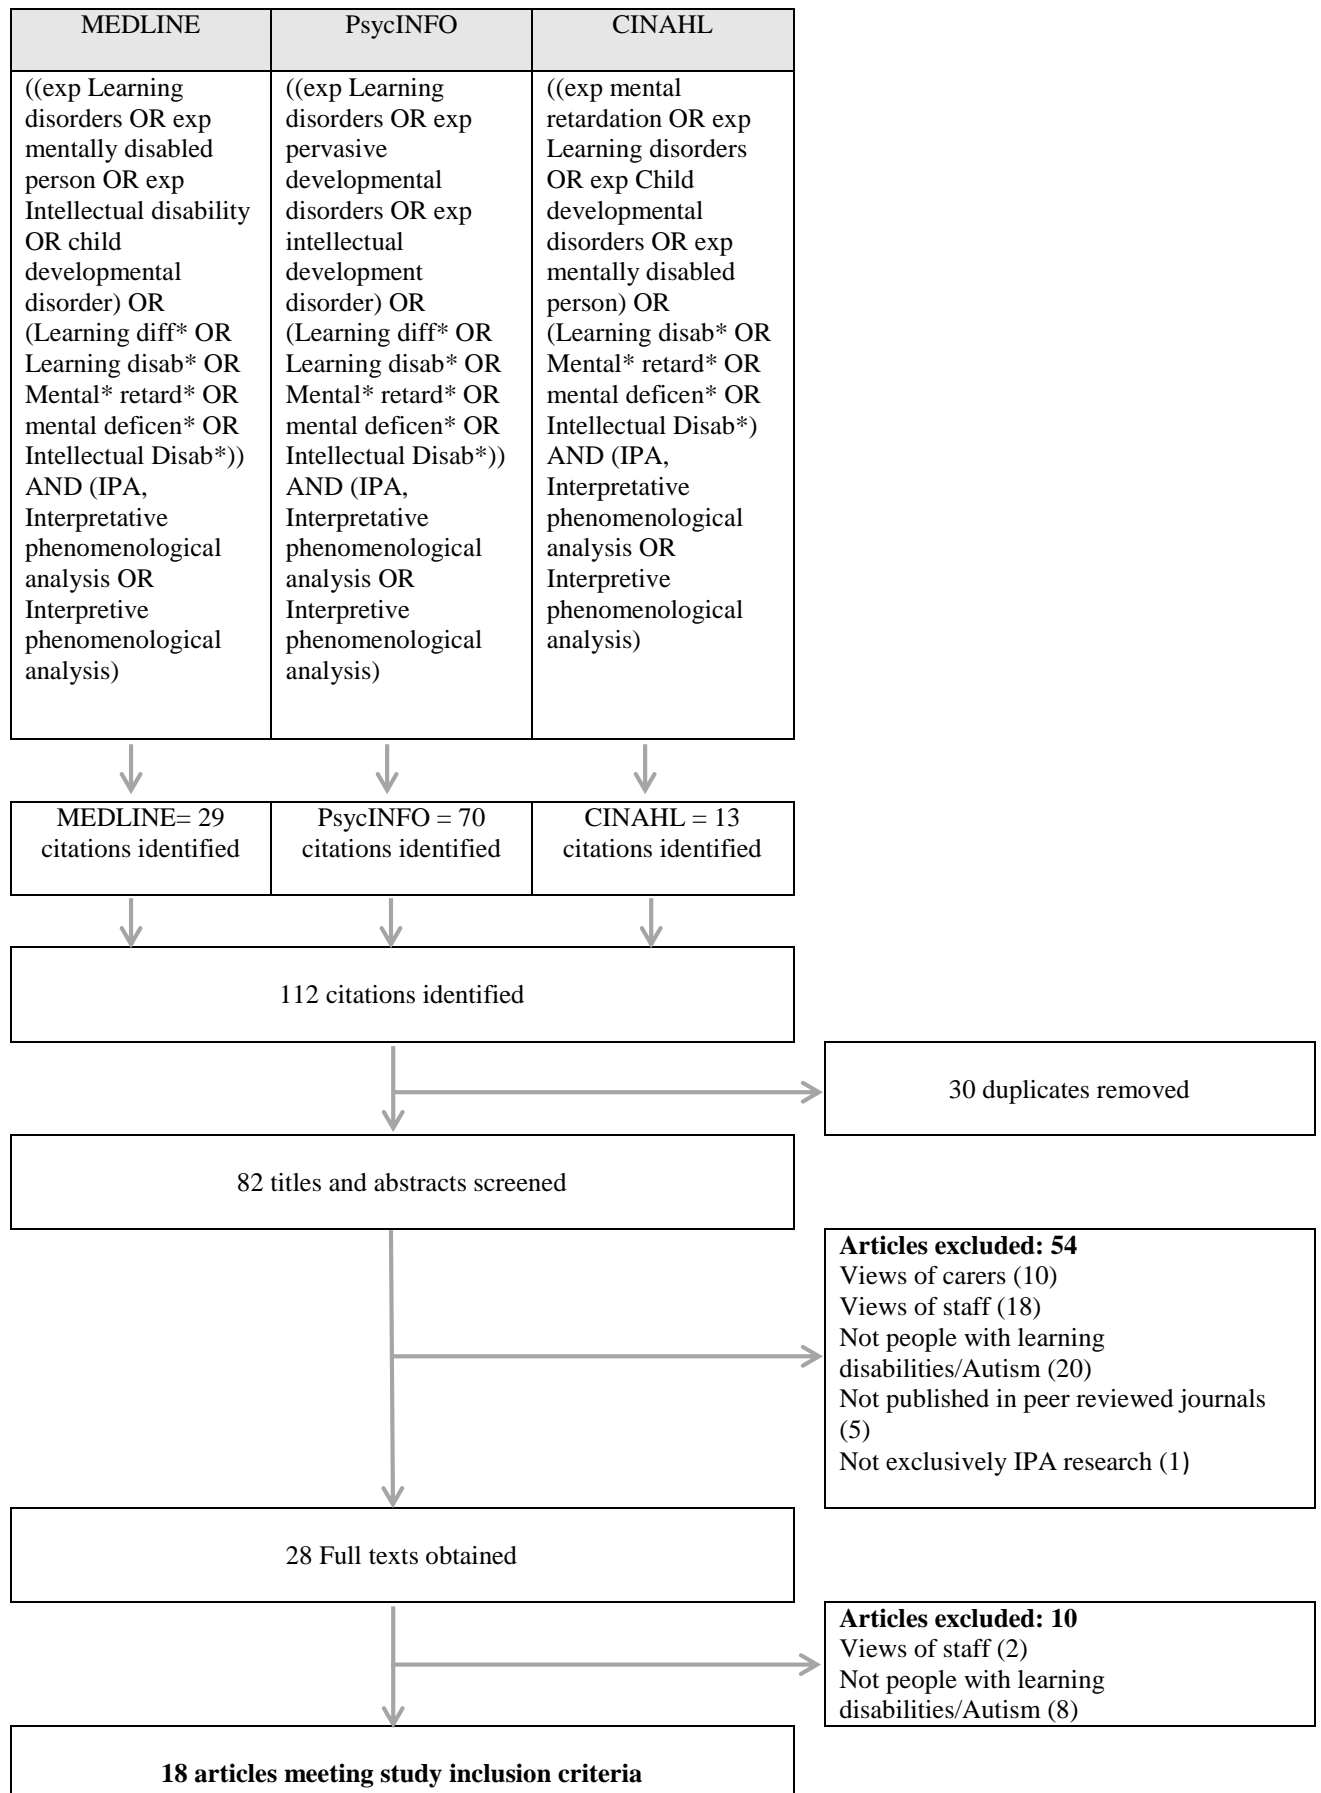 MEDLINE
PsycINFO
CINAHL
((exp Learning
disorders OR exp
mentally disabled
person OR exp
Intellectual disability
OR child
developmental
disorder) OR
(Learning diff* OR
Learning disab* OR
Mental* retard* OR
mental deficen* OR
Intellectual Disab*))
AND (IPA,
Interpretative
phenomenological
analysis OR
Interpretive
phenomenological
analysis)
((exp Learning
disorders OR exp
pervasive
developmental
disorders OR exp
intellectual
development
disorder) OR
(Learning diff* OR
Learning disab* OR
Mental* retard* OR
mental deficen* OR
Intellectual Disab*))
AND (IPA,
Interpretative
phenomenological
analysis OR
Interpretive
phenomenological
analysis)
((exp mental
retardation OR exp
Learning disorders
OR exp Child
developmental
disorders OR exp
mentally disabled
person) OR
(Learning disab* OR
Mental* retard* OR
mental deficen* OR
Intellectual Disab*)
AND (IPA,
Interpretative
phenomenological
analysis OR
Interpretive
phenomenological
analysis)
MEDLINE= 29
citations identified
PsycINFO = 70
citations identified
CINAHL = 13
citations identified
112 citations identified
30 duplicates removed
82 titles and abstracts screened
Articles excluded: 54
Views of carers (10)
Views of staff (18)
Not people with learning
disabilities/Autism (20)
Not published in peer reviewed journals
(5)
Not exclusively IPA research (1)
28 Full texts obtained
Articles excluded: 10
Views of staff (2)
Not people with learning
disabilities/Autism (8)
18 articles meeting study inclusion criteria